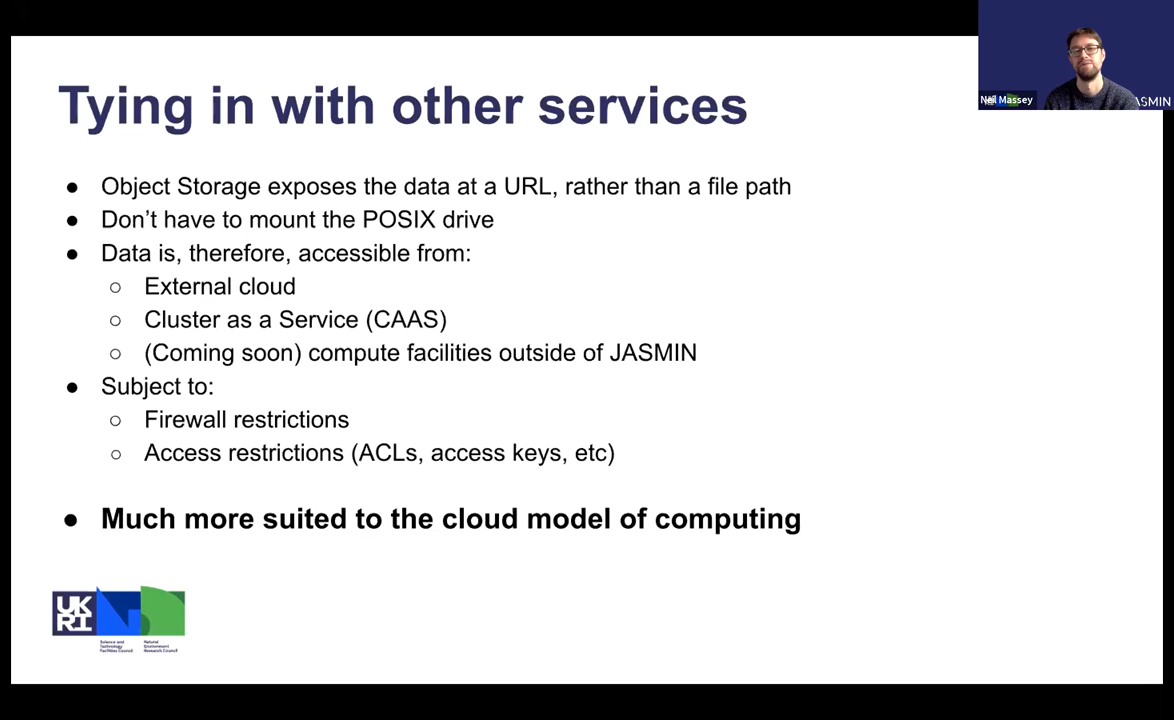 Tying in with other services
● Object Storage exposes the data at a URL, rather than a file path
● Don't have to mount the POSIX drive
● Data is, therefore, accessible from:
○ External cloud
○ Cluster as a Service (CAAS)
○ (Coming soon) compute facilities outside of JASMIN
● Subject to:
○ Firewall restrictions
○ Access restrictions (ACLs, access keys, etc)
● Much more suited to the cloud model of computing
Neil Massey
ASMIN
UK
RI
Science and
Technology
Facilities Council
Natural
Environment
Research Council